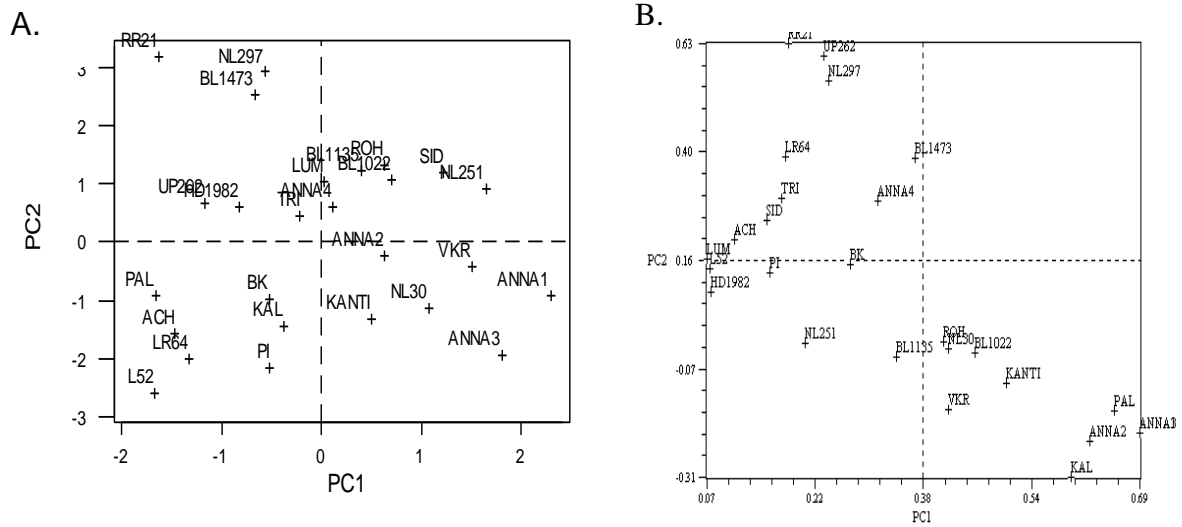 A.
RR21
NL297
BL1473
BL1135
ROH
LUM
BL1022
SID
NL251
UP262
HD1982
TRI
ANNA4
ANNA2
VKR
PAL
BK
ANNA1
ACH
KAL
KANTI
NL30
LR64
PI
ANNA3
L52
3
2
1
0
-1
-2
-3
PC2
-2
-1
0
1
2
PC1
B.
RR21
UP262
NL297
LR64
BL1473
TRI
ANNA4
SID
ACH
LUM
L52
PI
BK
HD1982
NL251
BL1135
ROH
NL30
BL1022
KANTI
VKR
PAL
ANNA2
KAL
0.63
0.40
PC2 0.16
-0.07
-0.31
0.07
0.22
0.38
0.54
0.69
PC1